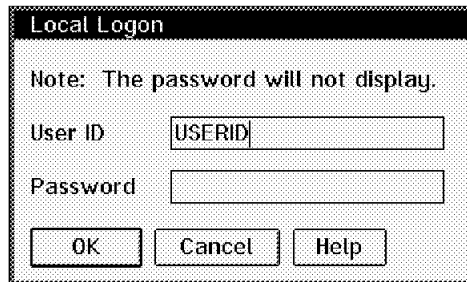 Local Logon
Note: The password will not display.
User ID USERID
Password
OK Cancel Help